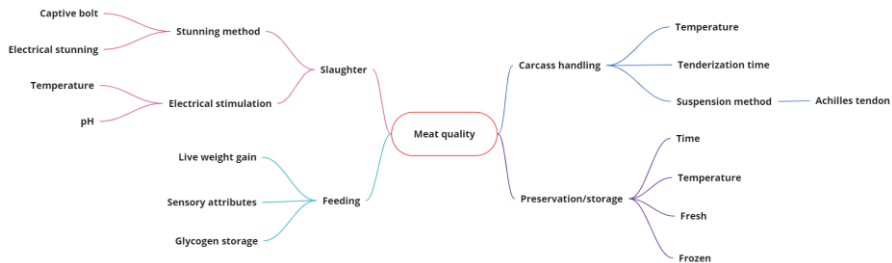 Captive bolt
Electrical stunning
Stunning method
Temperature
pH
Electrical stimulation
Slaughter
Live weight gain
Sensory attributes
Glycogen storage
Feeding
Meat quality
Carcass handling
Temperature
Tenderization time
Suspension method
Achilles tendon
Preservation/storage
Time
Temperature
Fresh
Frozen